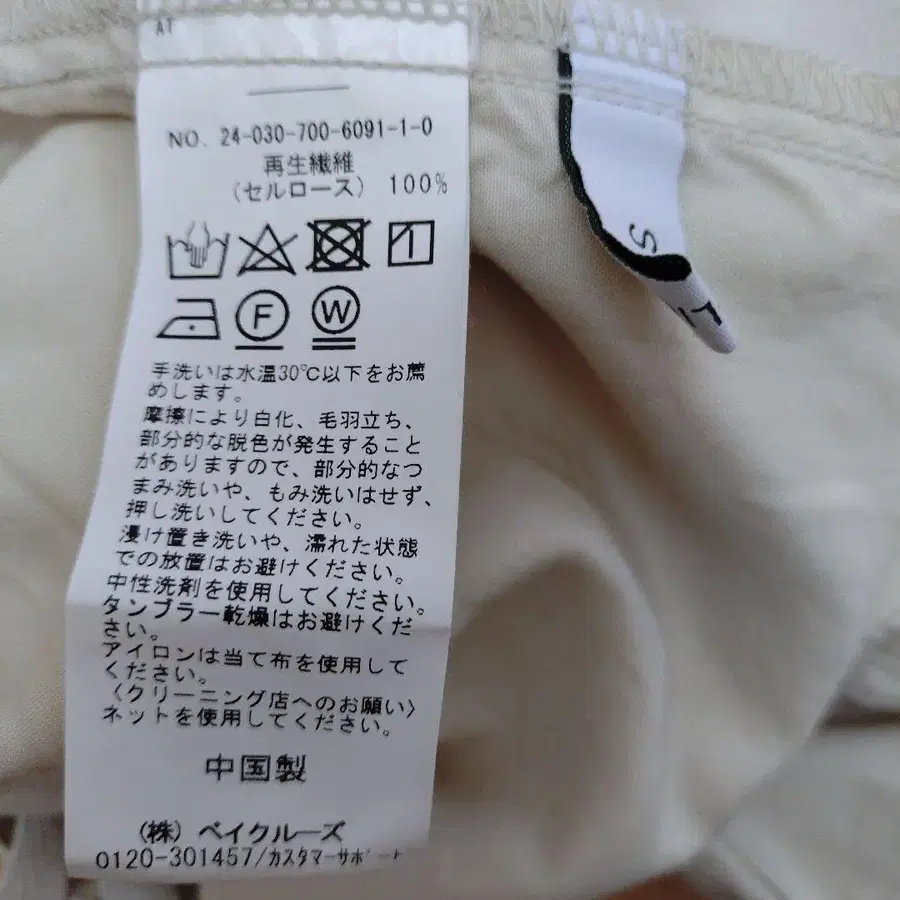 AT
NO. 24-030-700-6091-1-0
再生繊維
(セルロース) 100%
F
W
手洗いは水温30℃以下をお薦
めします。
摩擦により白化、毛羽立ち、
部分的な脱色が発生すること
がありますので、部分的なつ
まみ洗いや、もみ洗いはせず、
押し洗いしてください。
浸け置き洗いや、濡れた状態
での放置はお避けください。
中性洗剤を使用してください。
タンブラー乾燥はお避けくだ
さい。
アイロンは当て布を使用して
ください。
〈クリーニング店へのお願い〉
ネットを使用してください。
中国製
(株) ベイクルーズ
0120-301457/カスタマーサポート
S